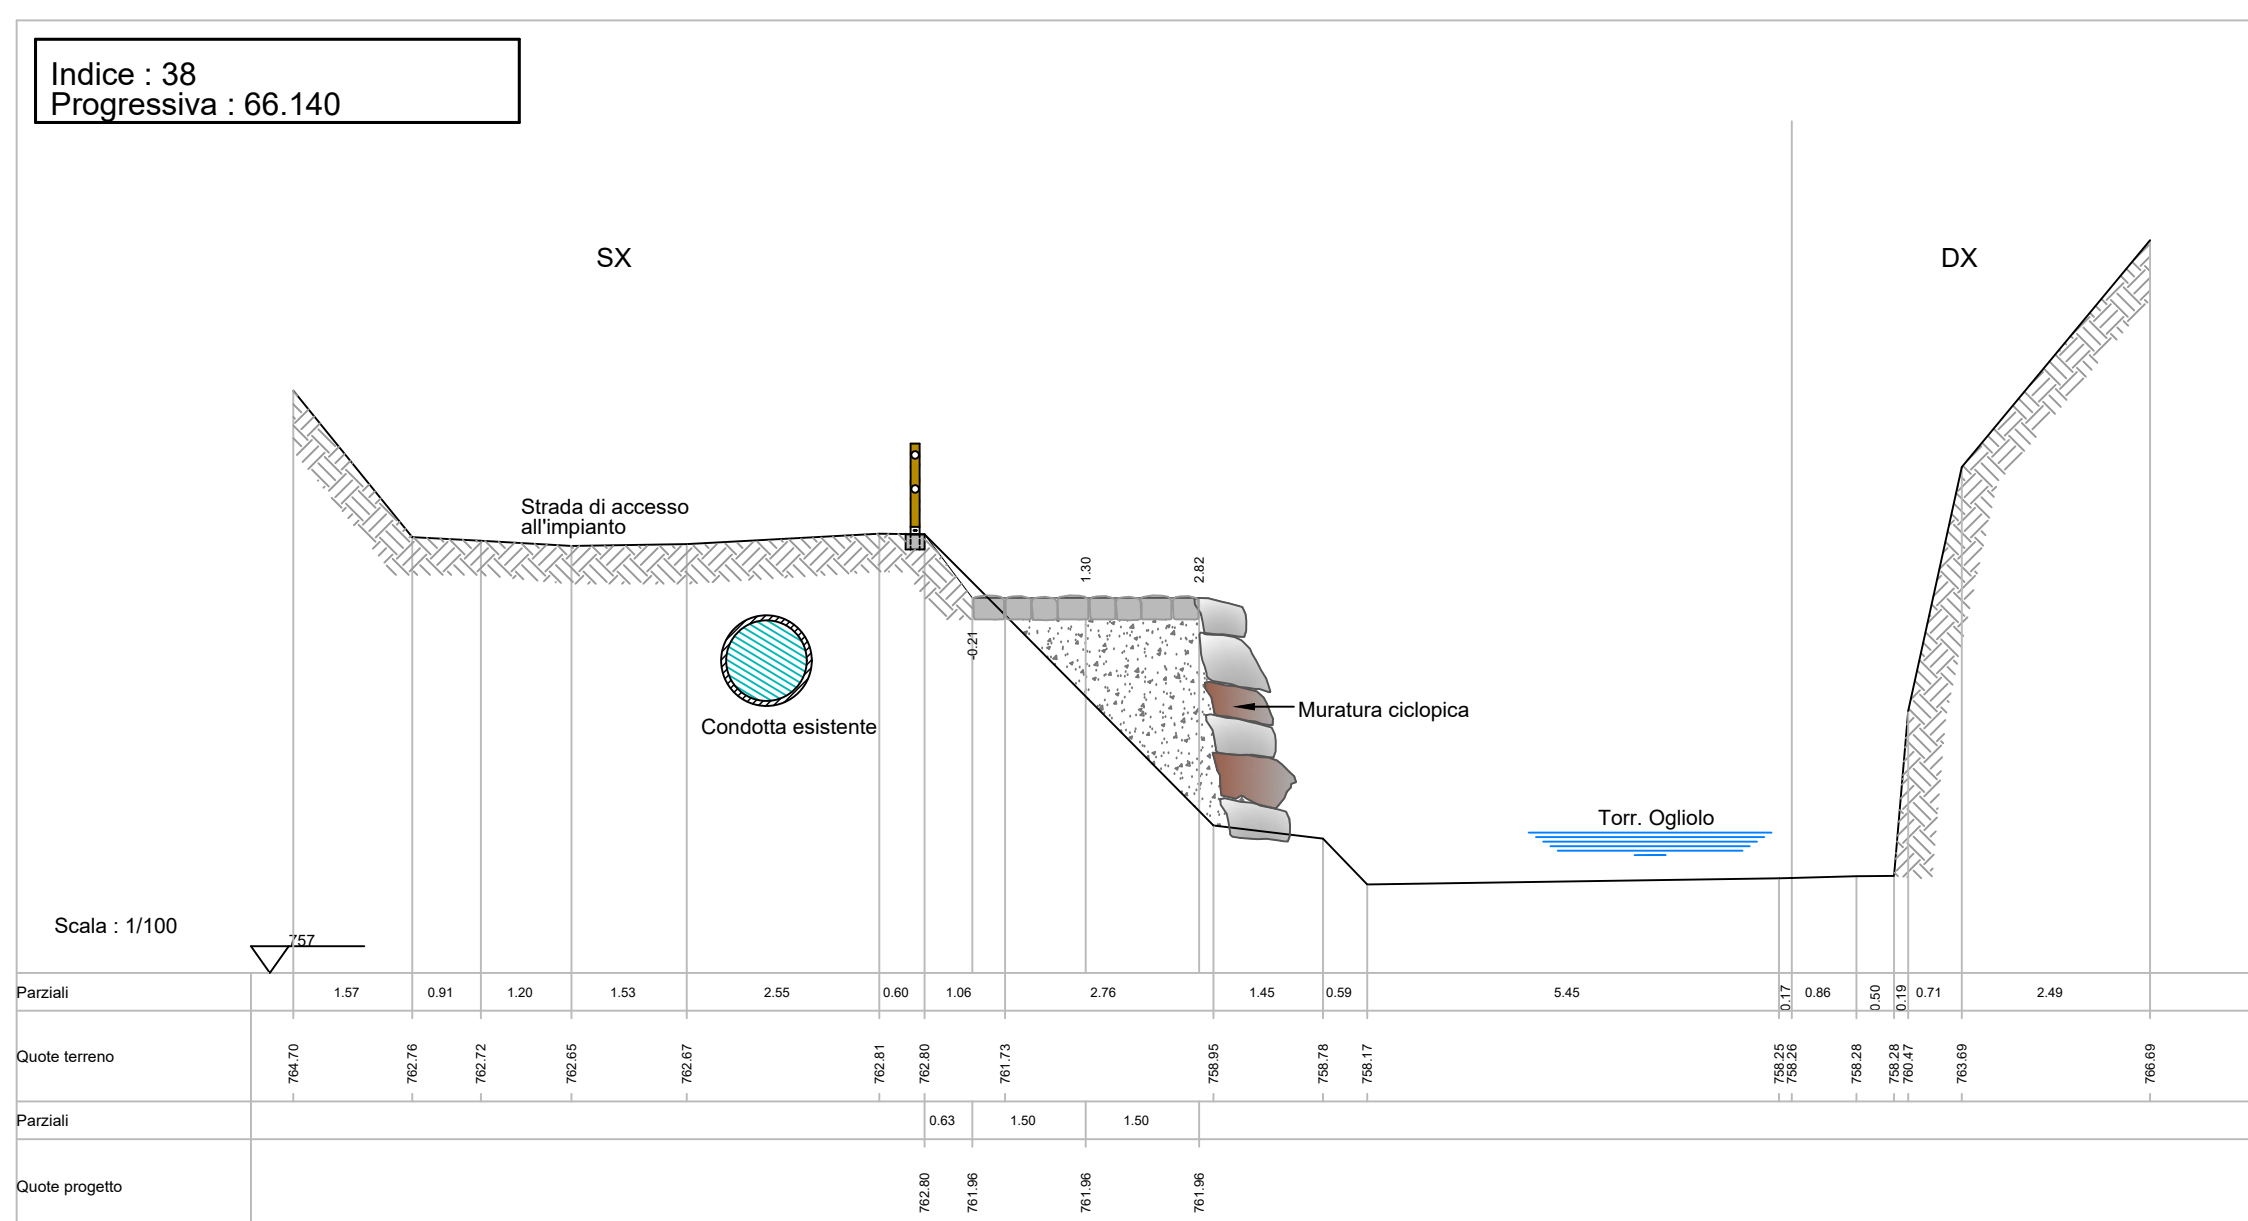 Indice : 38
Progressiva : 66.140
SX
DX
Strada di accesso
all'impianto
1.30
2.82
-0.21
Condotta esistente
Muratura ciclopica
Torr. Ogliolo
Scala : 1/100
757
Parziali 1.57 0.91 1.20 1.53 2.55 0.60 1.06 2.76 1.45 0.59 5.45 0.17 0.86 0.50 0.19 0.71 2.49
Quote terreno 764.70 762.76 762.72 762.65 762.67 762.81 762.80 761.73 758.95 758.78 758.17 758.25 758.26 758.28 758.28 760.47 763.69 766.69
Parziali 0.63 1.50 1.50
Quote progetto 762.80 761.96 761.96 761.96